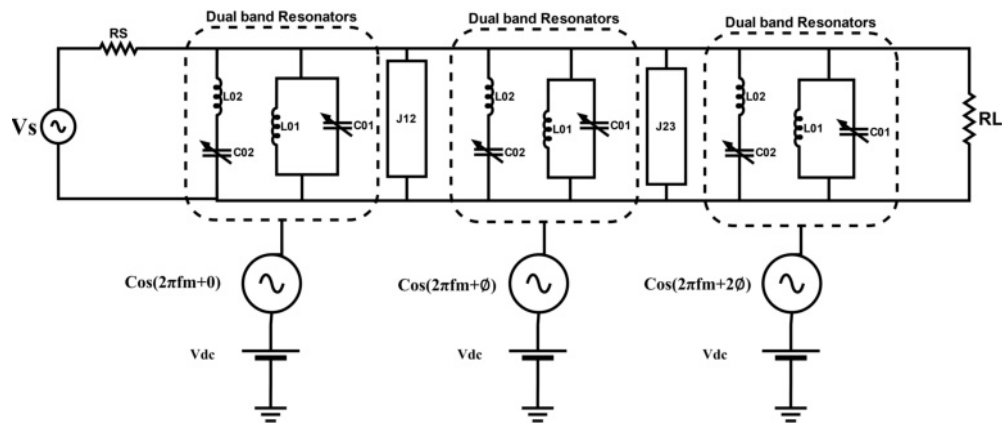 Dual band Resonators
Dual band Resonators
Dual band Resonators
RS
Vs
L02
L01
C01
C02
J12
L02
L01
C01
C02
J23
L02
L01
C01
C02
RL
Cos(2πfm+0)
Cos(2πfm+∅)
Cos(2πfm+2∅)
Vdc
Vdc
Vdc